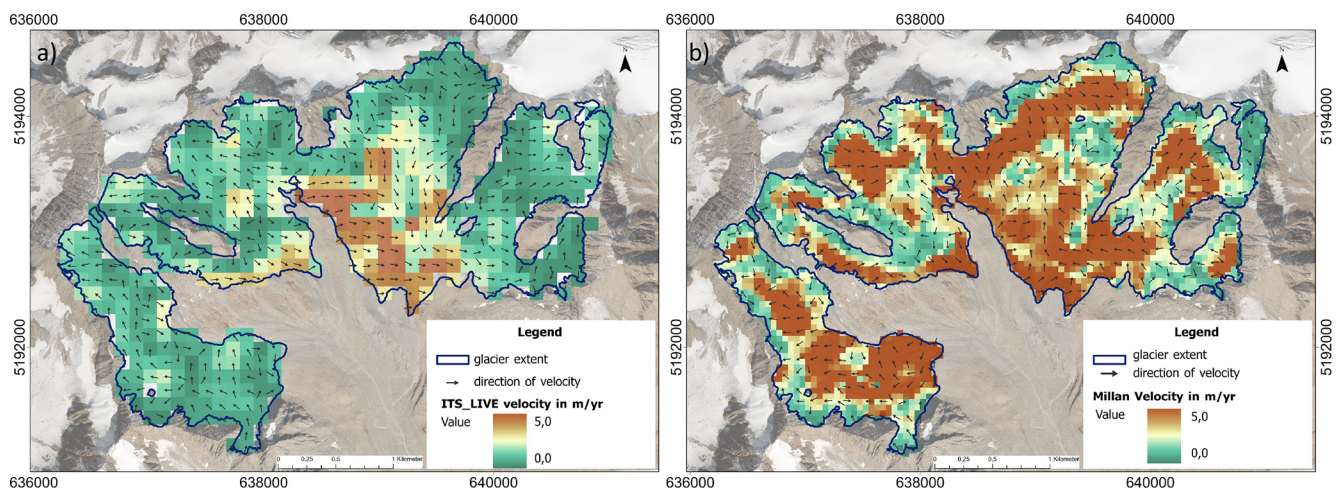 636000 638000 640000 636000 638000 640000
a) b)
N N
5194000 5194000
5192000 5192000
Legend Legend
glacier extent glacier extent
direction of velocity direction of velocity
ITS_LIVE velocity in m/yr Millan Velocity in m/yr
Value 5,0 Value 5,0
0,0 0,0
0 0,25 0,5 1 Kilometer 0 0,25 0,5 1 Kilometer
636000 638000 640000 636000 638000 640000